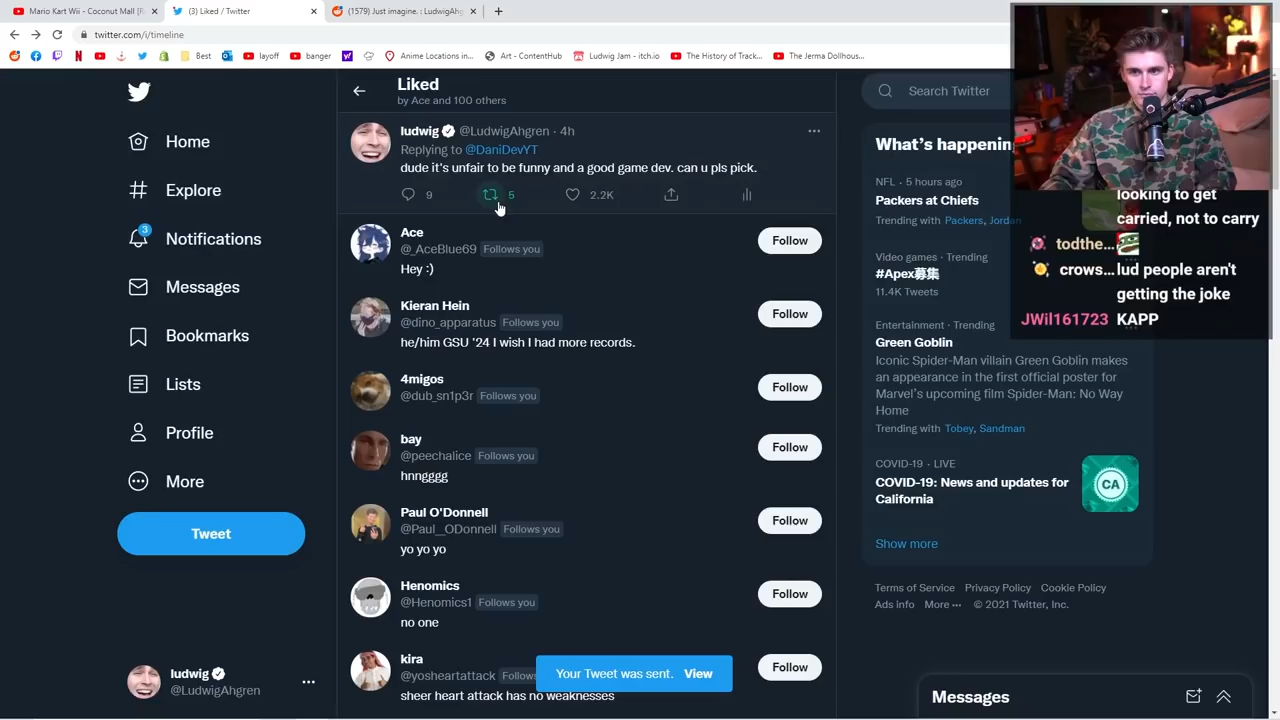 Mario Kart Wii - Coconut Mall [
(3) Liked / Twitter
(1579) Just imagine. : LudwigAhg
twitter.com/i/timeline
Best
layoff
banger
Anime Locations in...
Art - ContentHub
Ludwig Jam - itch.io
The History of Track...
The Jerma Dollhous...
Home
Explore
3
Notifications
Messages
Bookmarks
Lists
Profile
More
Tweet
ludwig
@LudwigAhgren
Liked
by Ace and 100 others
ludwig @LudwigAhgren · 4h
Replying to @DaniDevYT
dude it's unfair to be funny and a good game dev. can u pls pick.
9 5 2.2K
Ace
@_AceBlue69 Follows you
Hey :)
Follow
Kieran Hein
@dino_apparatus Follows you
he/him GSU '24 I wish I had more records.
Follow
4migos
@dub_sn1p3r Follows you
Follow
bay
@peechalice Follows you
hnngggg
Follow
Paul O'Donnell
@Paul__ODonnell Follows you
yo yo yo
Follow
Henomics
@Henomics1 Follows you
no one
Follow
kira
@yosheartattack Follows
sheer heart attack has no weaknesses
Follow
Your Tweet was sent. View
Search Twitter
What's happenin
NFL · 5 hours ago
Packers at Chiefs
Trending with Packers, Jordan
Video games · Trending
#Apex募集
11.4K Tweets
Entertainment · Trending
Green Goblin
Iconic Spider-Man villain Green Goblin makes
an appearance in the first official poster for
Marvel's upcoming film Spider-Man: No Way
Home
Trending with Tobey, Sandman
COVID-19 · LIVE
COVID-19: News and updates for
California
CA
Show more
Terms of Service Privacy Policy Cookie Policy
Ads info More ··· © 2021 Twitter, Inc.
Messages
looking to get
carried, not to carry
todthe...
crows... lud people aren't
getting the joke
JWil161723 KAPP